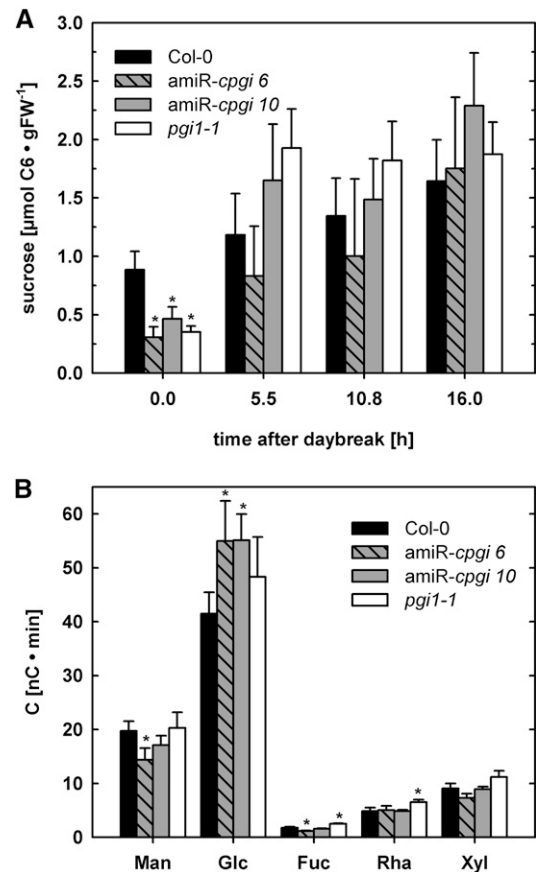 A
sucrose [µmol C6 • gFW⁻¹]
3.0
2.5
2.0
1.5
1.0
0.5
0.0
Col-0
amiR-cpgi 6
amiR-cpgi 10
pgi1-1
* * *
0.0 5.5 10.8 16.0
time after daybreak [h]
B
C [nC • min]
60
50
40
30
20
10
0
Col-0
amiR-cpgi 6
amiR-cpgi 10
pgi1-1
* * * * * *
Man Glc Fuc Rha Xyl